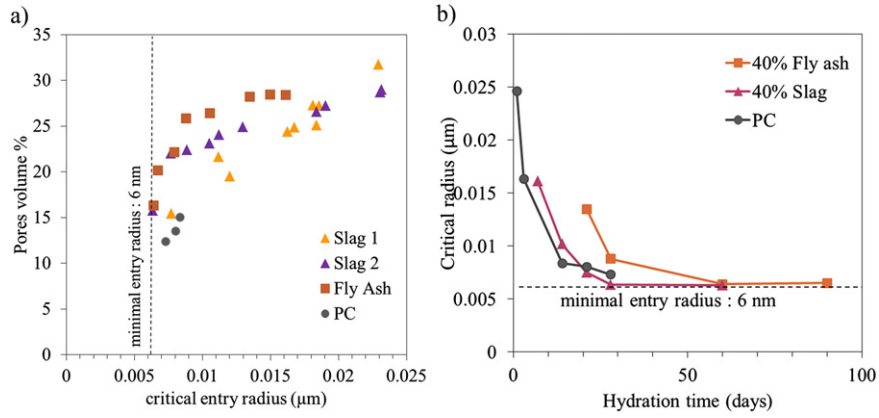 a)
35
30
25
20
15
10
5
0
Pores volume %
minimal entry radius : 6 nm
Slag 1
Slag 2
Fly Ash
PC
0
0.005
0.01
0.015
0.02
0.025
critical entry radius (μm)
b)
0.03
0.025
0.02
0.015
0.01
0.005
0
Critical radius (μm)
40% Fly ash
40% Slag
PC
minimal entry radius : 6 nm
0
30
60
90
Hydration time (days)